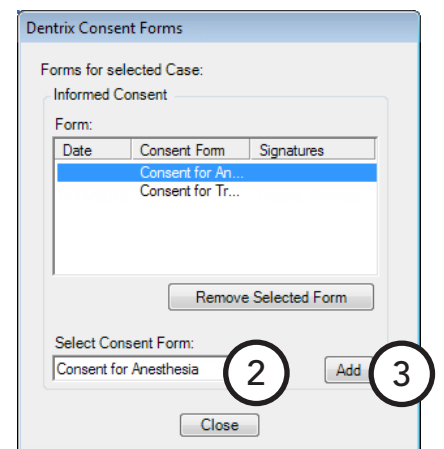 Dentrix Consent Forms
Forms for selected Case:
Informed Consent
Form:
Date Consent Form Signatures
Consent for An...
Consent for Tr...
Remove Selected Form
Select Consent Form:
Consent for Anesthesia 2 Add 3
Close